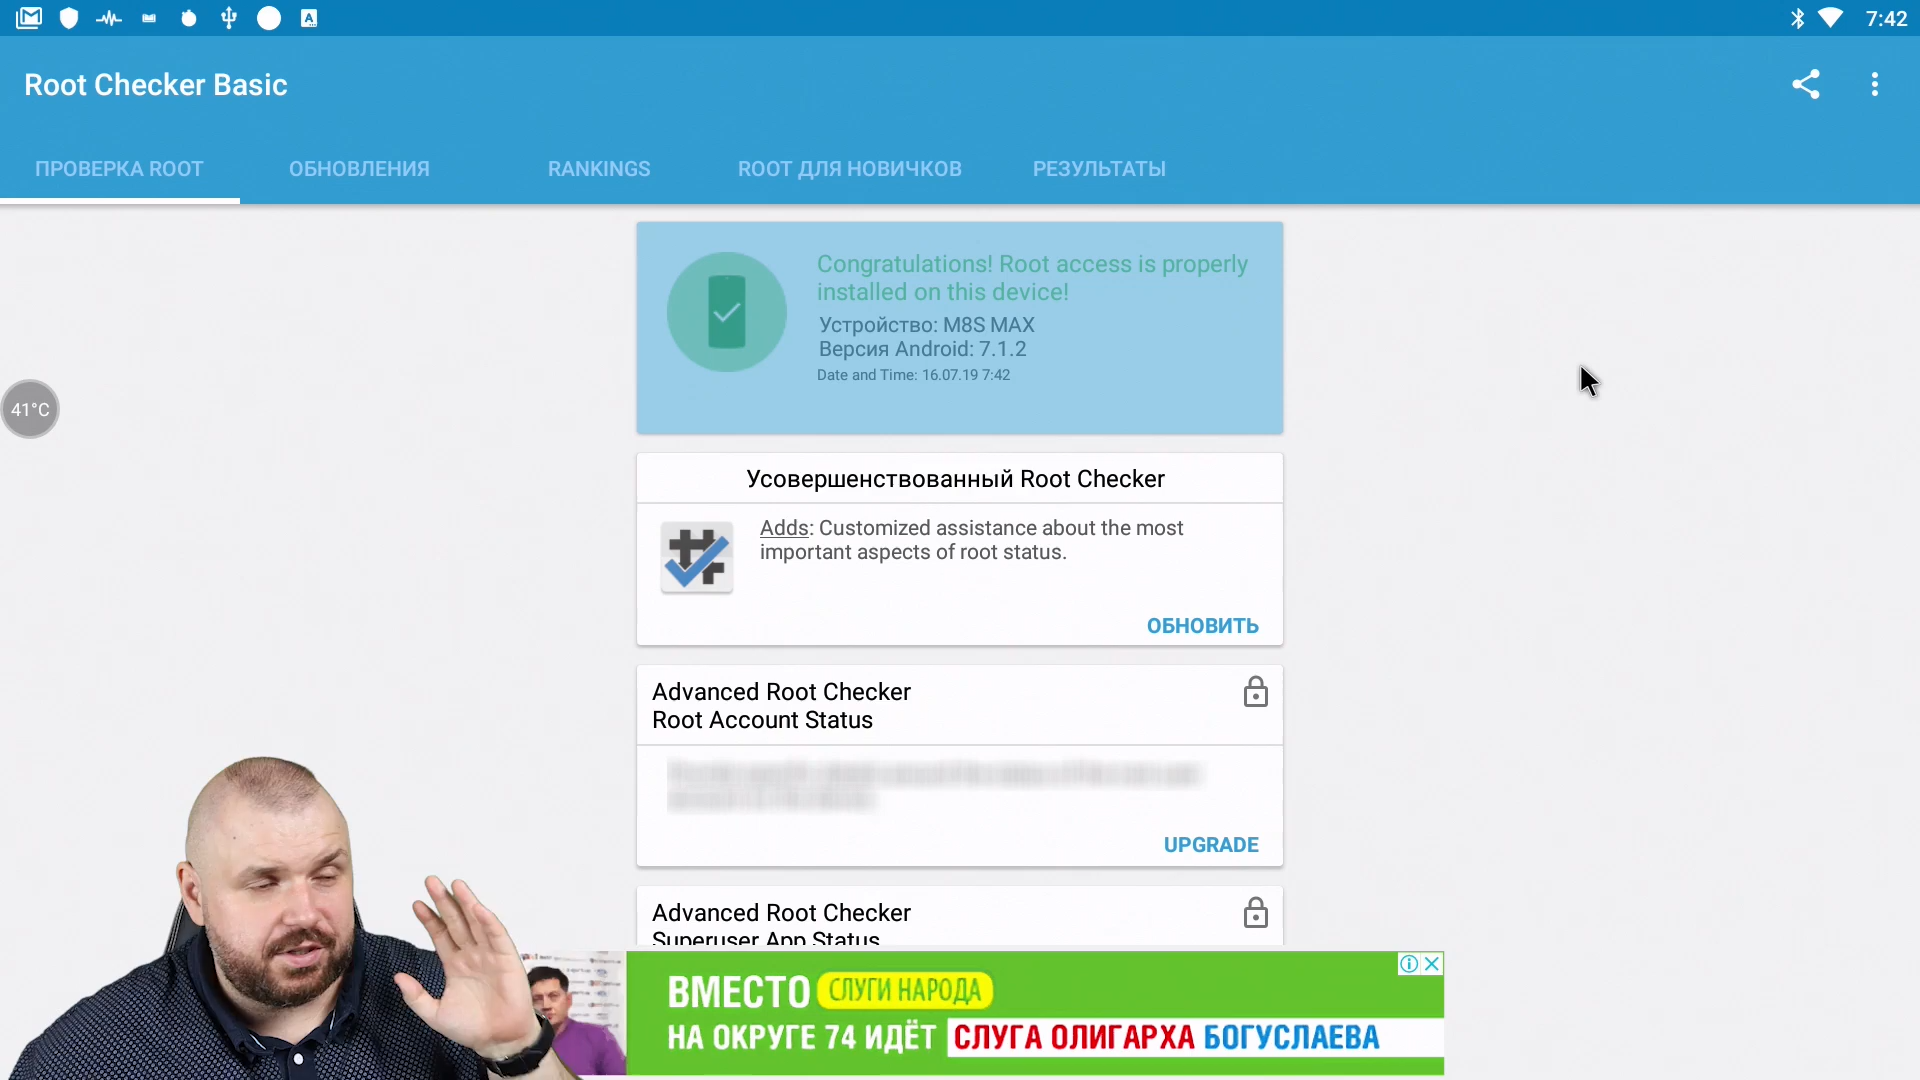 7:42
Root Checker Basic
ПРОВЕРКА ROOT
ОБНОВЛЕНИЯ
RANKINGS
ROOT ДЛЯ НОВИЧКОВ
РЕЗУЛЬТАТЫ
Congratulations! Root access is properly
installed on this device!
Устройство: M8S MAX
Версия Android: 7.1.2
Date and Time: 16.07.19 7:42
41°C
Усовершенствованный Root Checker
Adds: Customized assistance about the most
important aspects of root status.
ОБНОВИТЬ
Advanced Root Checker
Root Account Status
UPGRADE
Advanced Root Checker
Superuser App Status
ВМЕСТО СЛУГИ НАРОДА
НА ОКРУГЕ 74 ИДЁТ СЛУГА ОЛИГАРХА БОГУСЛАЕВА